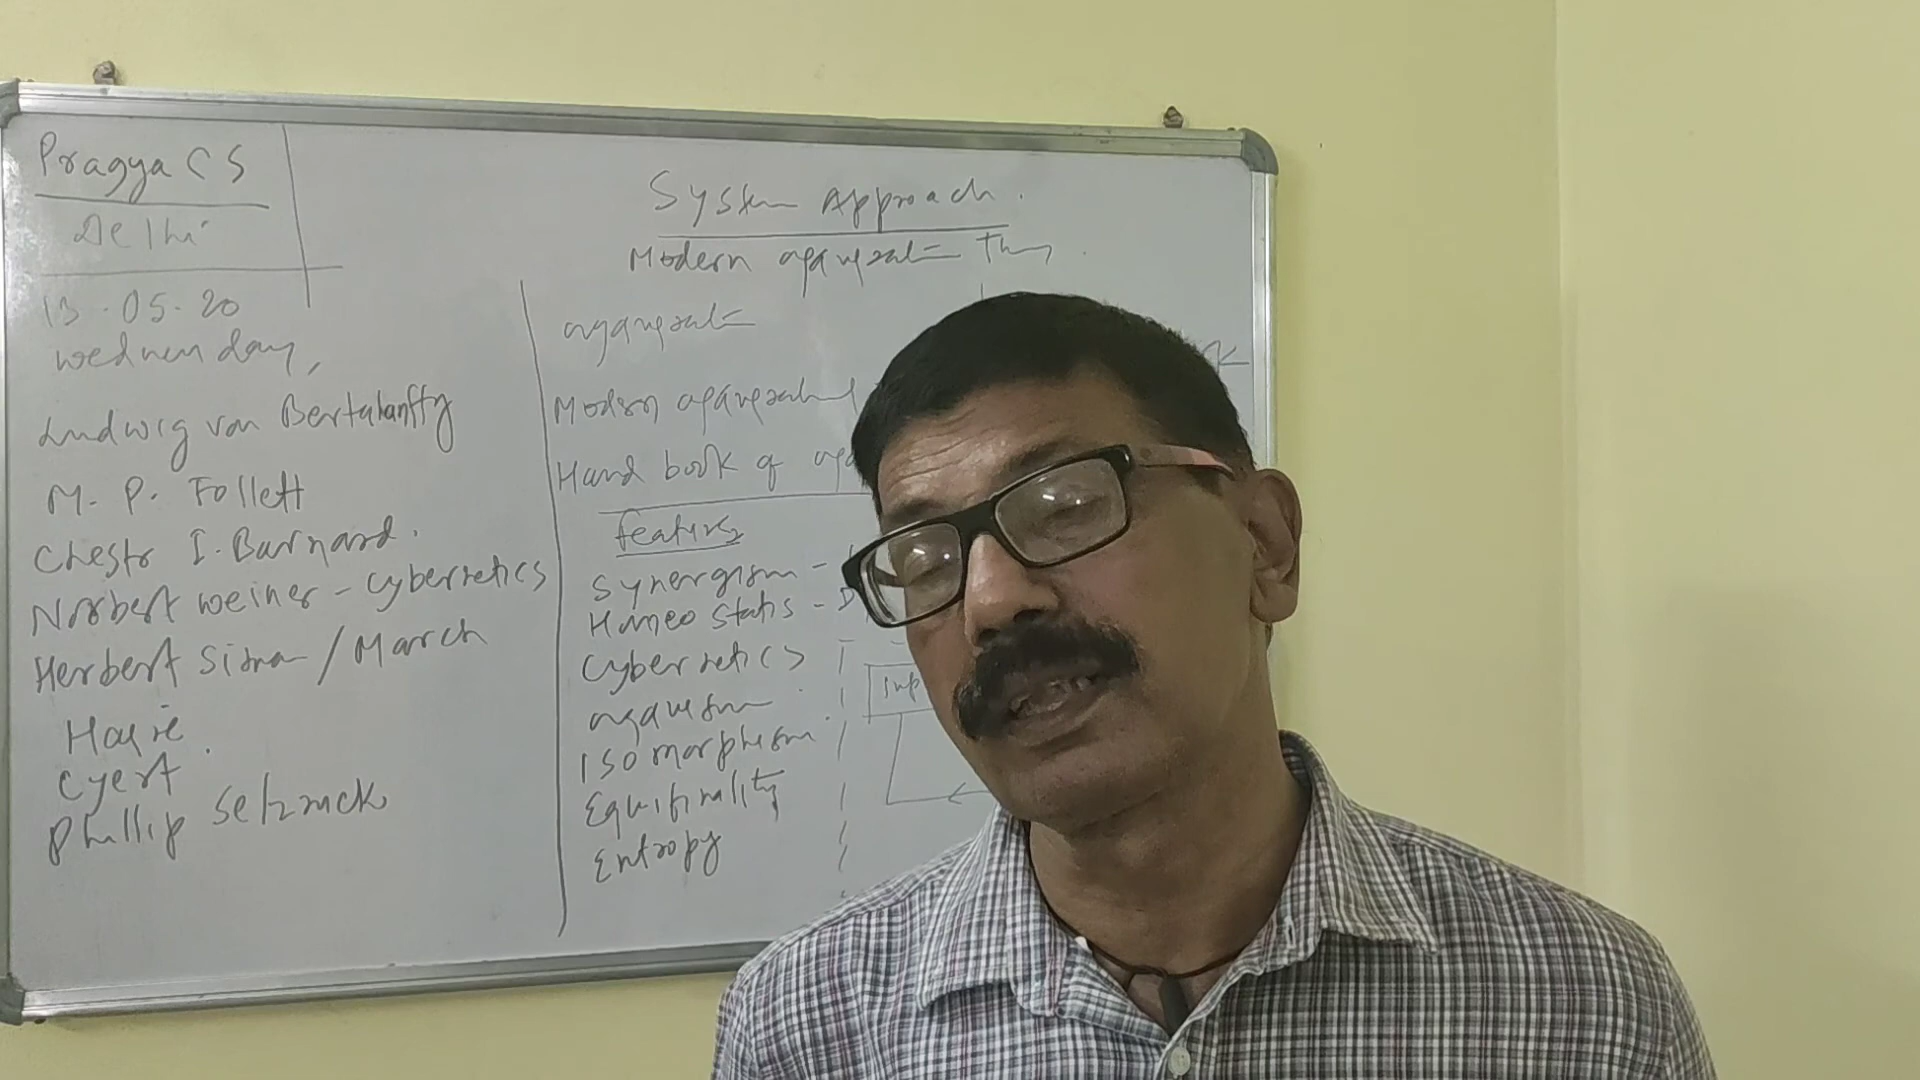 Pragya CS
Delhi
13.05.20
Wednesday,
Ludwig von Bertalanffy
M. P. Follett
Chestr I. Barnard.
Norbert Weiner - Cybernetics
Herbert Simon / March
Haire
Cyert
Phillip Selznick
System Approach.
Modern organization Theory.
organization
Modern organization
Hand book of
Features
Synergism -
Homeo Statis -
Cybernetics
organism
Isomorphism
Equifinality
Entropy
Inp